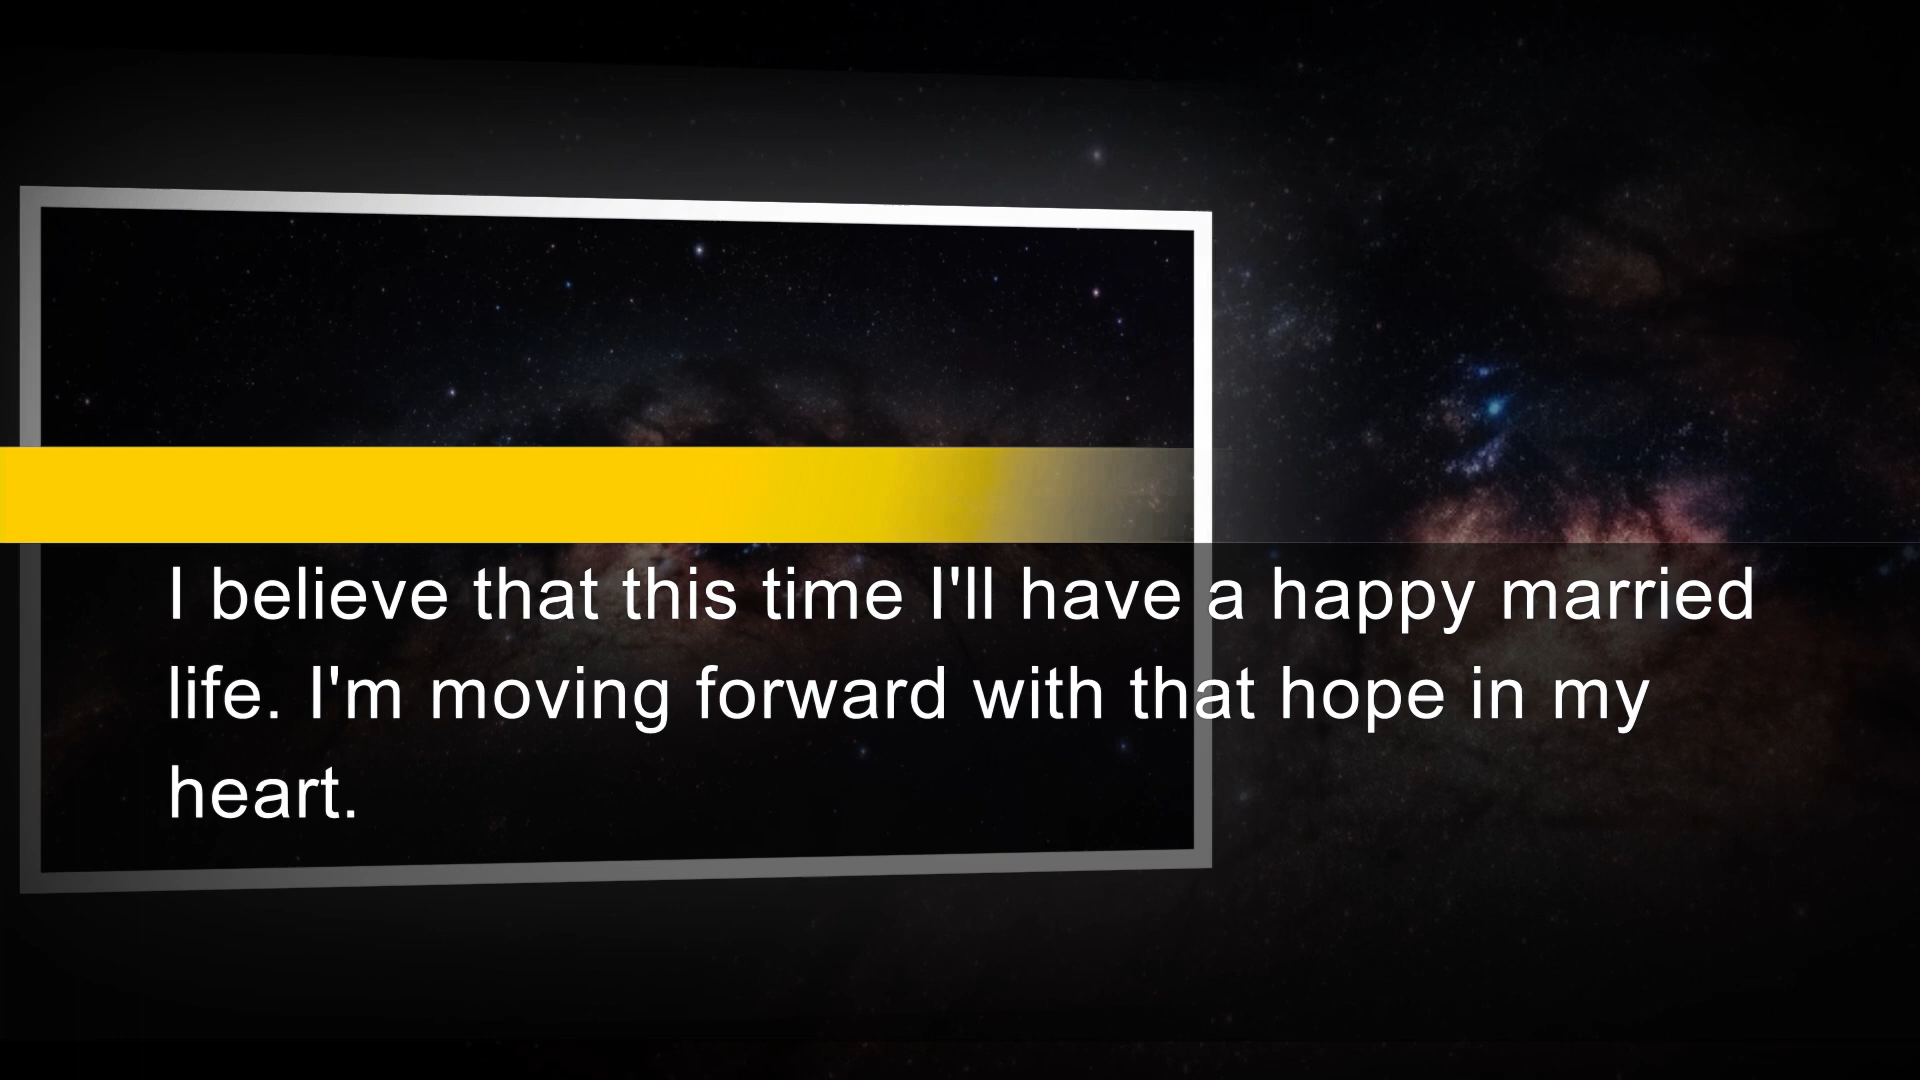 I believe that this time I'll have a happy married
life. I'm moving forward with that hope in my
heart.